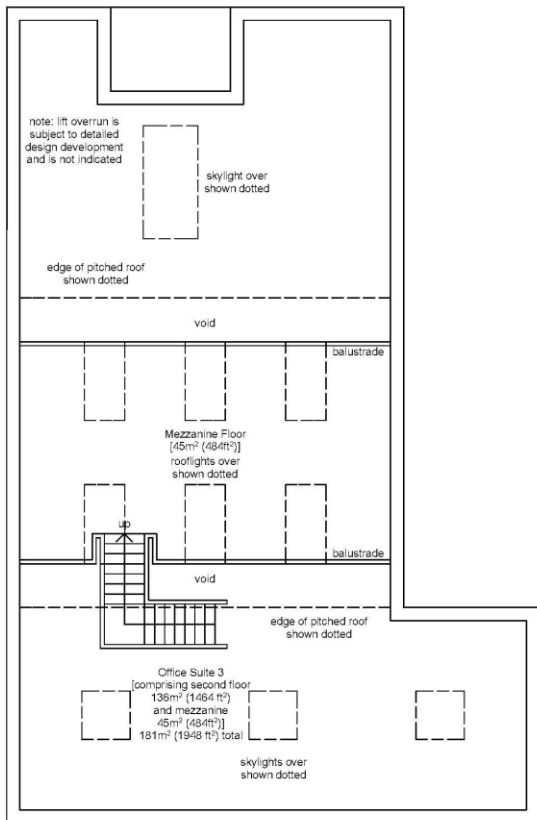 note: lift overrun is
subject to detailed
design development
and is not indicated
skylight over
shown dotted
edge of pitched roof
shown dotted
void
balustrade
Mezzanine Floor
[45m² (484ft²)]
rooflights over
shown dotted
up
balustrade
void
edge of pitched roof
shown dotted
Office Suite 3
[comprising second floor
136m² (1464 ft²)
and mezzanine
45m² (484ft²)]
181m² (1948 ft²) total
skylights over
shown dotted